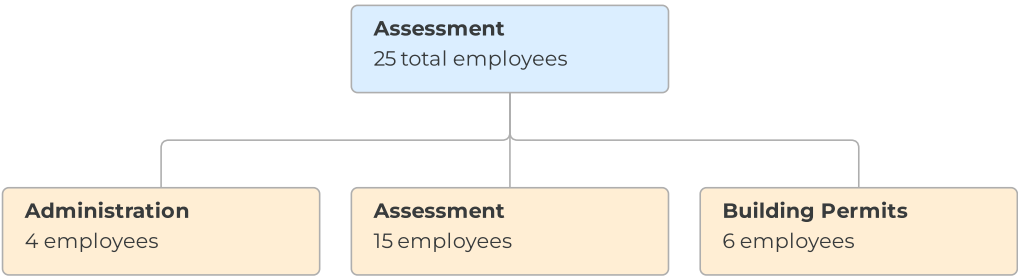 Assessment
25 total employees
Administration
4 employees
Assessment
15 employees
Building Permits
6 employees